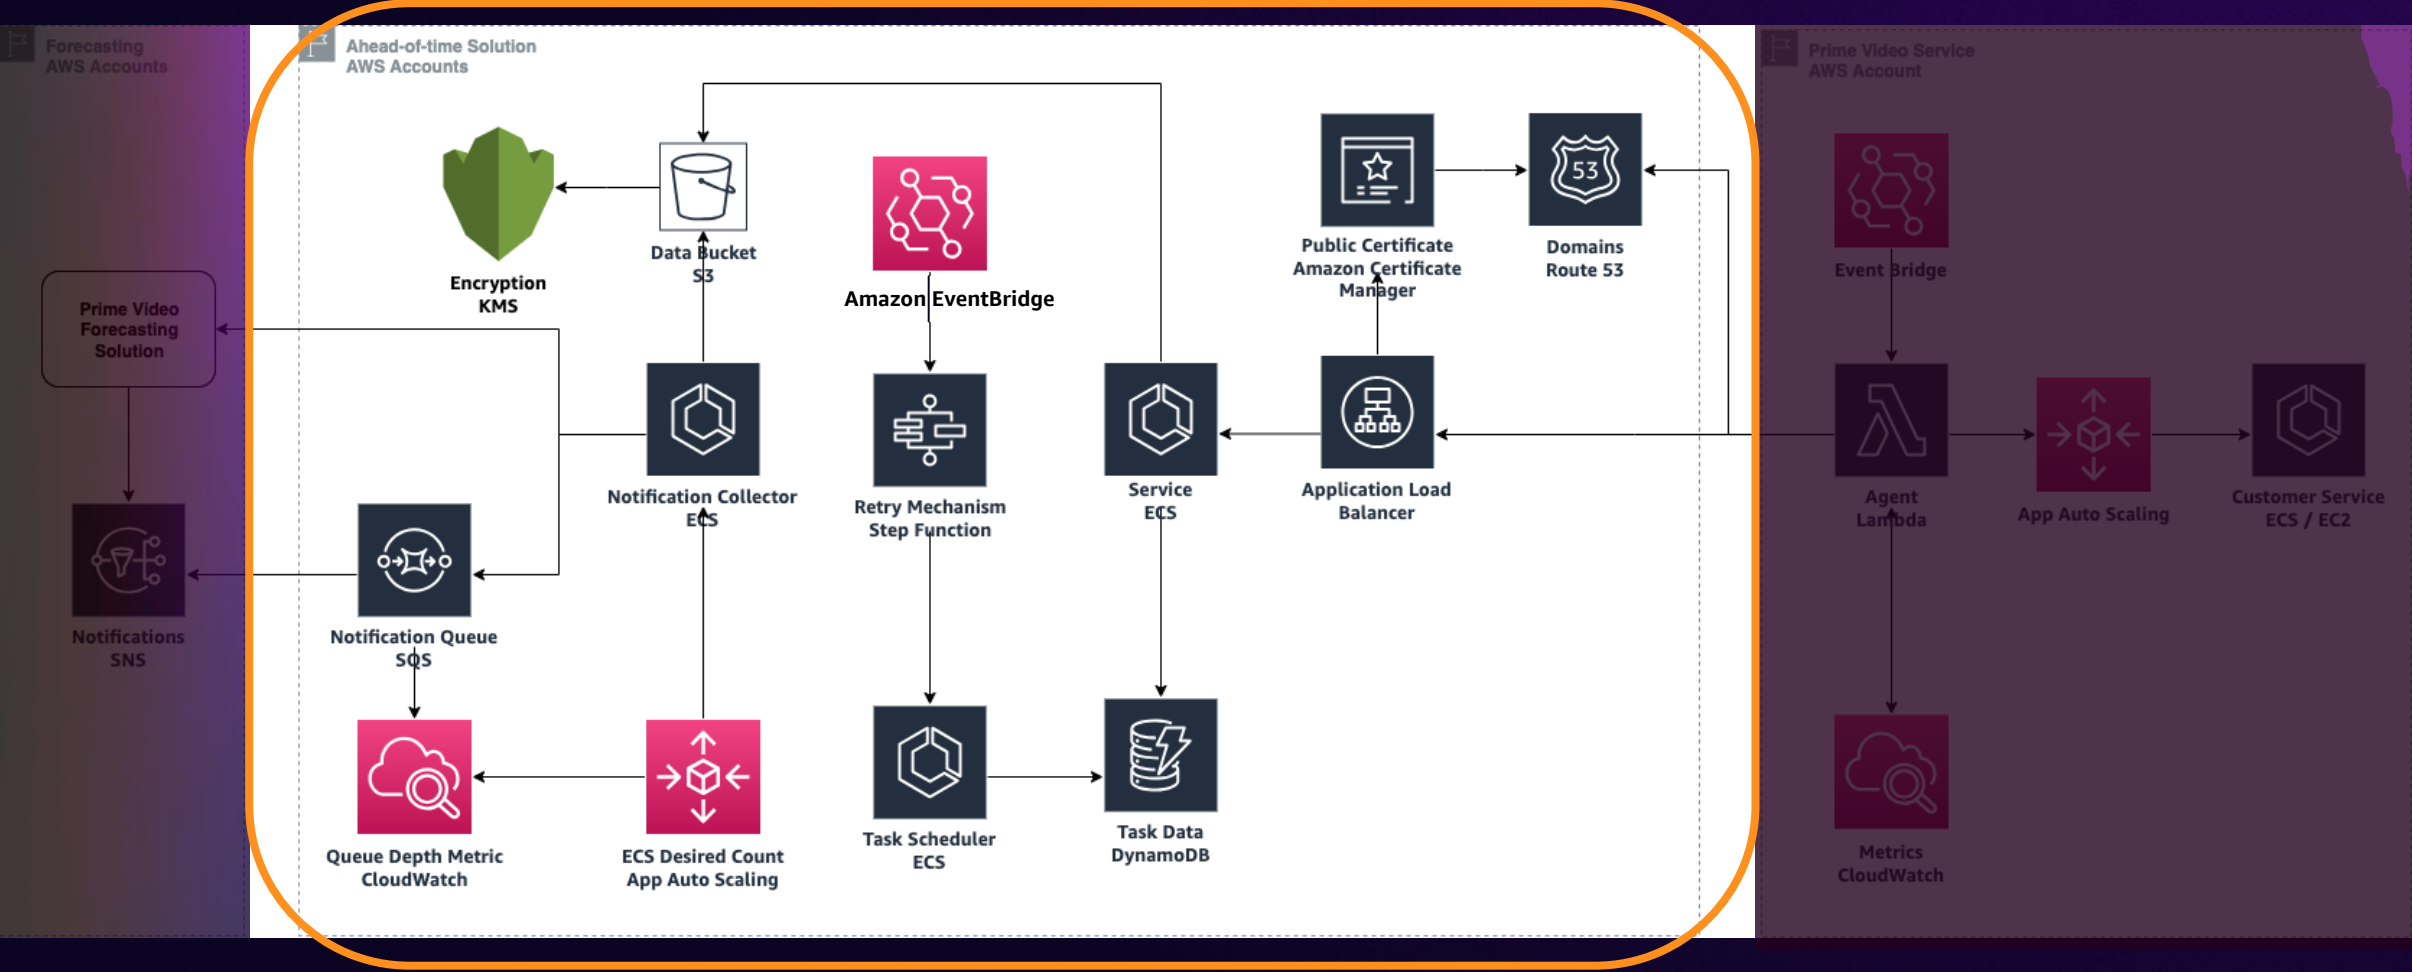 Forecasting
AWS Accounts
Prime Video
Forecasting
Solution
Notifications
SNS
Ahead-of-time Solution
AWS Accounts
Encryption
KMS
Data Bucket
S3
Amazon EventBridge
Public Certificate
Amazon Certificate
Manager
53
Domains
Route 53
Notification Collector
ECS
Retry Mechanism
Step Function
Service
ECS
Application Load
Balancer
Notification Queue
SQS
Queue Depth Metric
CloudWatch
ECS Desired Count
App Auto Scaling
Task Scheduler
ECS
Task Data
DynamoDB
Prime Video Service
AWS Account
Event Bridge
Agent
Lambda
App Auto Scaling
Customer Service
ECS / EC2
Metrics
CloudWatch